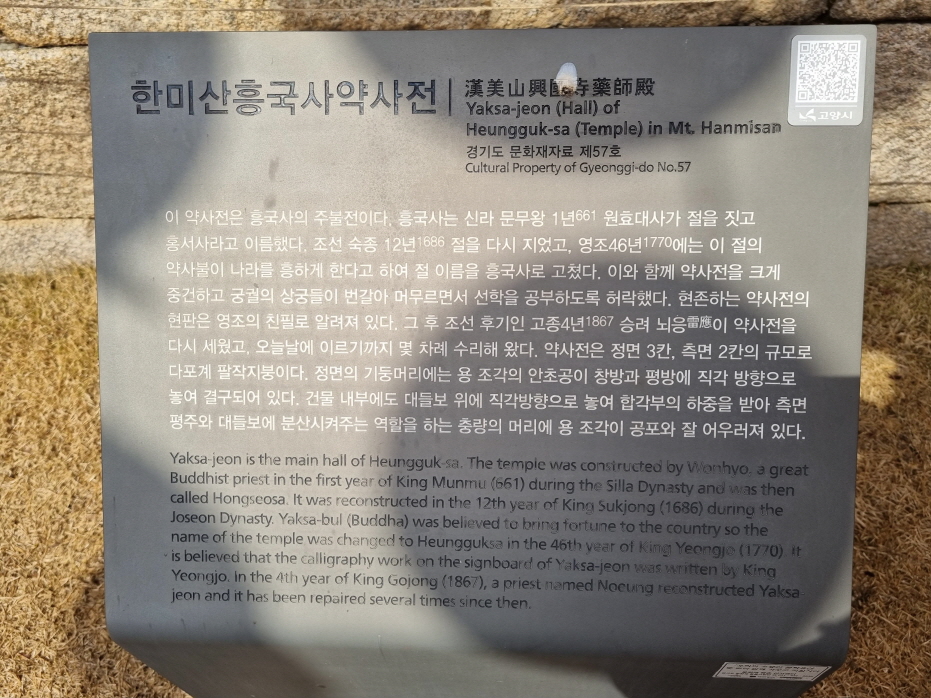 한미산흥국사약사전
漢美山興國寺藥師殿
Yaksa-jeon (Hall) of
Heungguk-sa (Temple) in Mt. Hanmisan
경기도 문화재자료 제57호
Cultural Property of Gyeonggi-do No.57
고양시
이 약사전은 흥국사의 주불전이다. 흥국사는 신라 문무왕 1년661 원효대사가 절을 짓고
흥서사라고 이름했다. 조선 숙종 12년1686 절을 다시 지었고, 영조46년1770에는 이 절의
약사불이 나라를 흥하게 한다고 하여 절 이름을 흥국사로 고쳤다. 이와 함께 약사전을 크게
중건하고 궁궐의 상궁들이 번갈아 머무르면서 선학을 공부하도록 허락했다. 현존하는 약사전의
현판은 영조의 친필로 알려져 있다. 그 후 조선 후기인 고종4년1867 승려 뇌응雷應이 약사전을
다시 세웠고, 오늘날에 이르기까지 몇 차례 수리해 왔다. 약사전은 정면 3칸, 측면 2칸의 규모로
다포계 팔작지붕이다. 정면의 기둥머리에는 용 조각의 안초공이 창방과 평방에 직각 방향으로
놓여 결구되어 있다. 건물 내부에도 대들보 위에 직각방향으로 놓여 합각부의 하중을 받아 측면
평주와 대들보에 분산시켜주는 역할을 하는 충량의 머리에 용 조각이 공포와 잘 어우러져 있다.
Yaksa-jeon is the main hall of Heungguk-sa. The temple was constructed by Wonhyo, a great
Buddhist priest in the first year of King Munmu (661) during the Silla Dynasty and was then
called Hongseosa. It was reconstructed in the 12th year of King Sukjong (1686) during the
Joseon Dynasty. Yaksa-bul (Buddha) was believed to bring fortune to the country so the
name of the temple was changed to Heungguksa in the 46th year of King Yeongjo (1770). It
is believed that the calligraphy work on the signboard of Yaksa-jeon was written by King
Yeongjo. In the 4th year of King Gojong (1867), a priest named Noeung reconstructed Yaksa
jeon and it has been repaired several times since then.